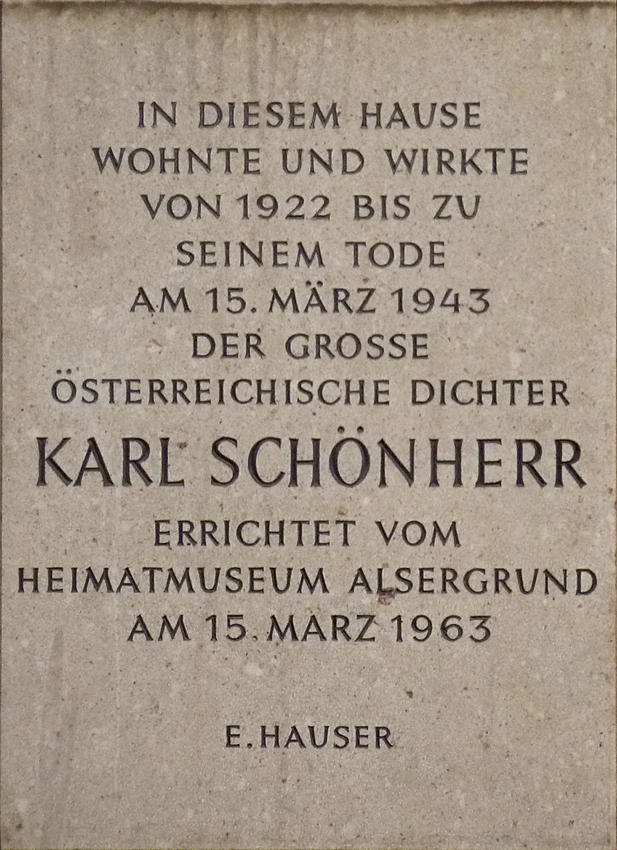 IN DIESEM HAUSE
WOHNTE UND WIRKTE
VON 1922 BIS ZU
SEINEM TODE
AM 15. MÄRZ 1943
DER GROSSE
ÖSTERREICHISCHE DICHTER
KARL SCHÖNHERR
ERRICHTET VOM
HEIMATMUSEUM ALSERGRUND
AM 15. MARZ 1963
E. HAUSER